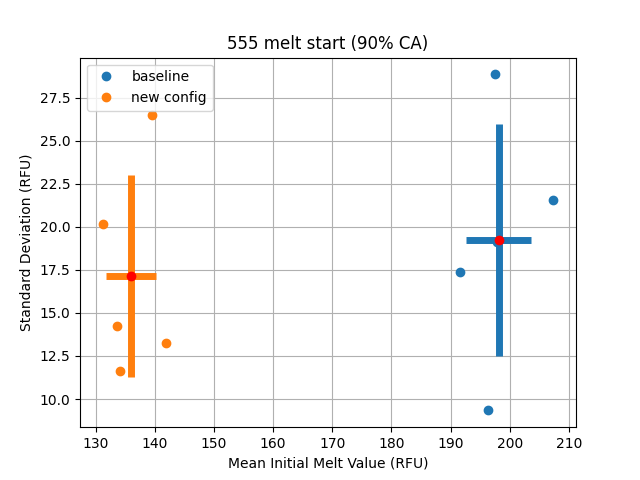 555 melt start (90% CA)
baseline
new config
27.5
25.0
22.5
20.0
17.5
15.0
12.5
10.0
Standard Deviation (RFU)
130 140 150 160 170 180 190 200 210
Mean Initial Melt Value (RFU)